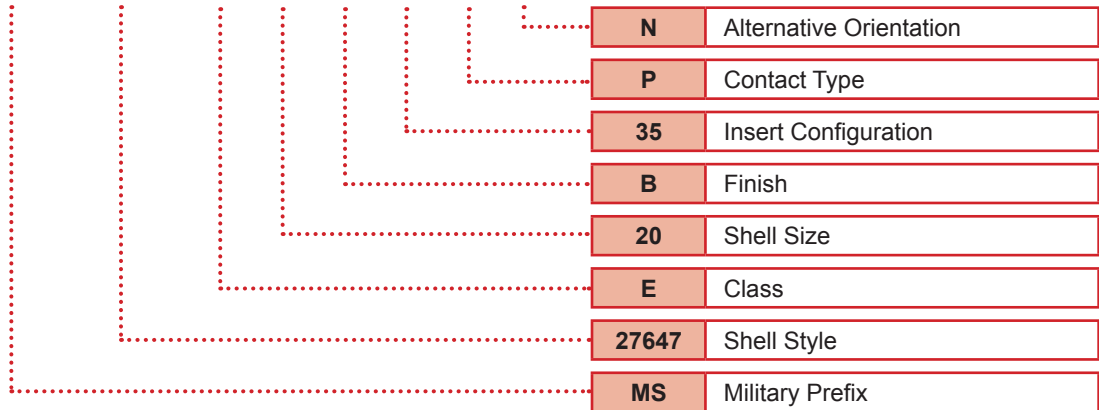 N Alternative Orientation
P Contact Type
35 Insert Configuration
B Finish
20 Shell Size
E Class
27647 Shell Style
MS Military Prefix